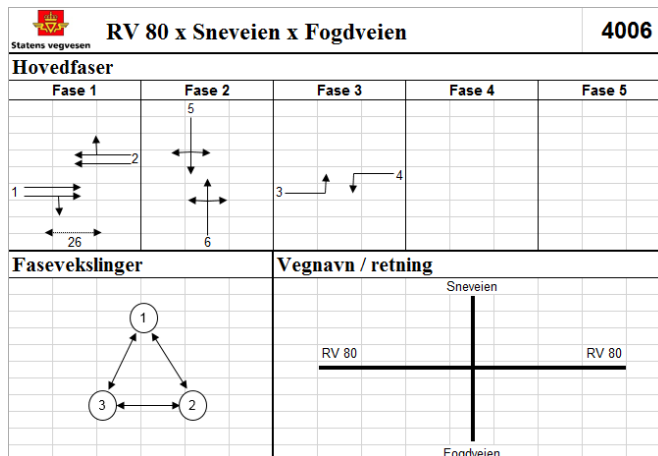 Statens vegvesen
RV 80 x Sneveien x Fogdveien
4006
Hovedfaser
Fase 1 Fase 2 Fase 3 Fase 4 Fase 5
5
2
1
4
3
26
6
Fasevekslinger
Vegnavn / retning
Sneveien
1
RV 80 RV 80
3 2
Fogdveien